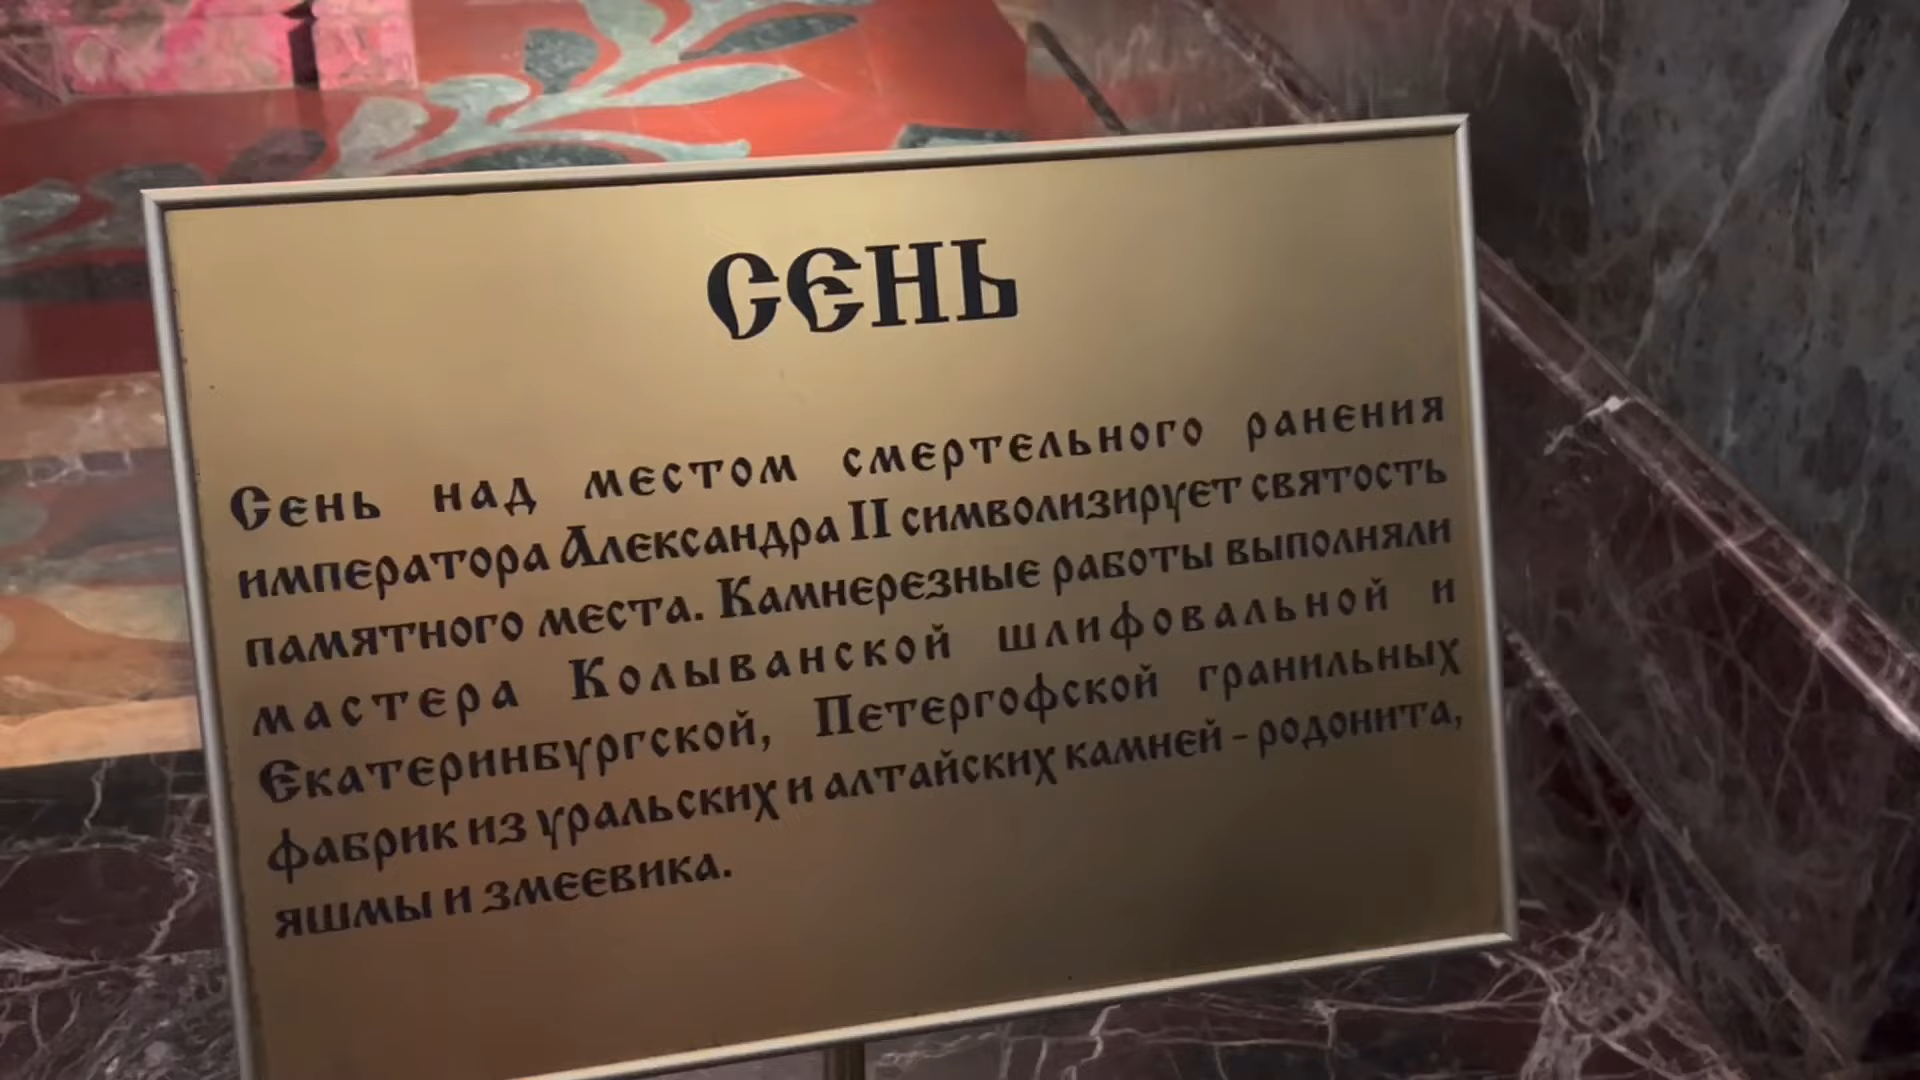 СЕНЬ
Сень над местом смертельного ранения
императора Александра II символизирует святость
памятного места. Камнерезные работы выполняли
мастера Колыванской шлифовальной и
Екатеринбургской, Петергофской гранильных
фабрик из уральских и алтайских камней - родонита,
яшмы и змеевика.